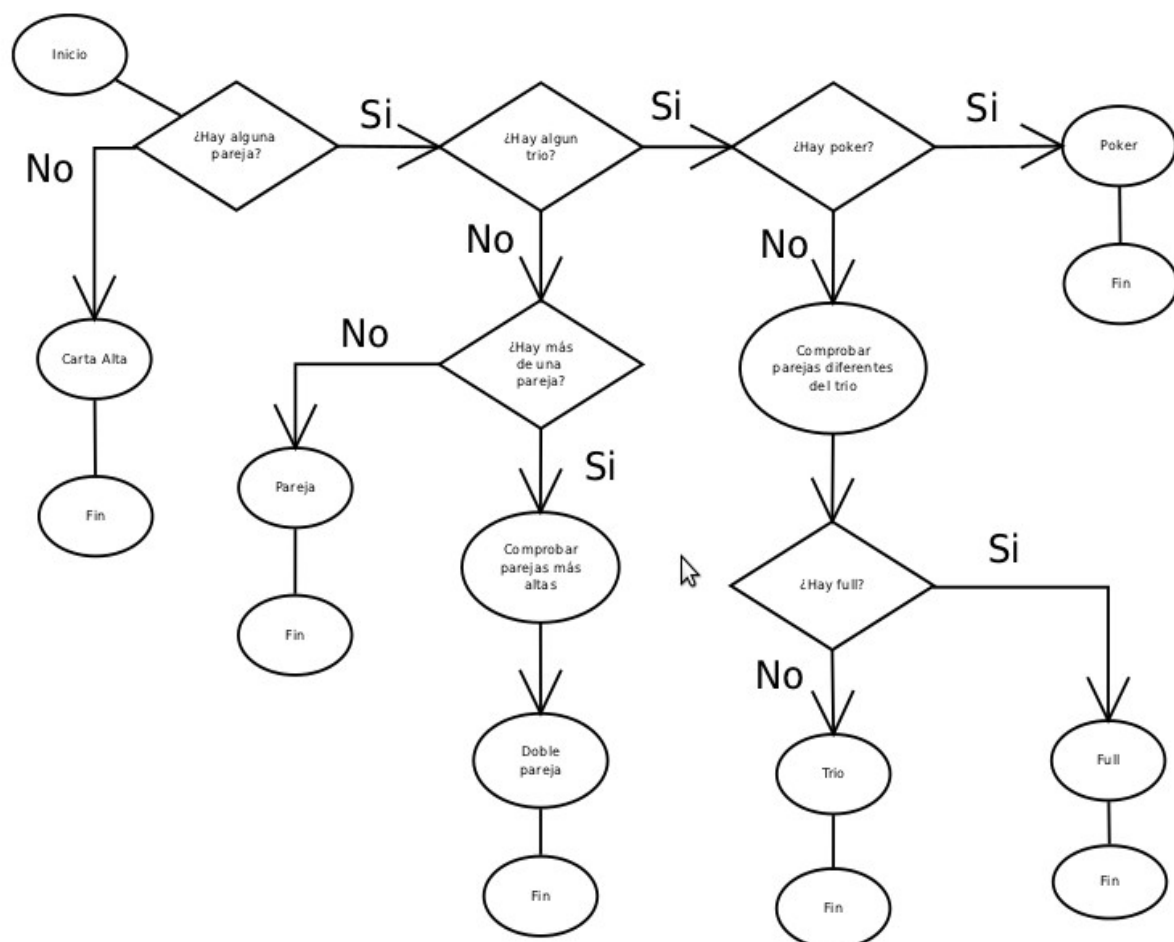 Inicio
¿Hay alguna
pareja?
Si
¿Hay algun
trio?
Si
¿Hay poker?
Si
Poker
Fin
No
Carta Alta
Fin
No
¿Hay más
de una
pareja?
No
Pareja
Fin
Si
Comprobar
parejas más
altas
Doble
pareja
Fin
No
Comprobar
parejas diferentes
del trio
¿Hay full?
Si
Full
Fin
No
Trio
Fin